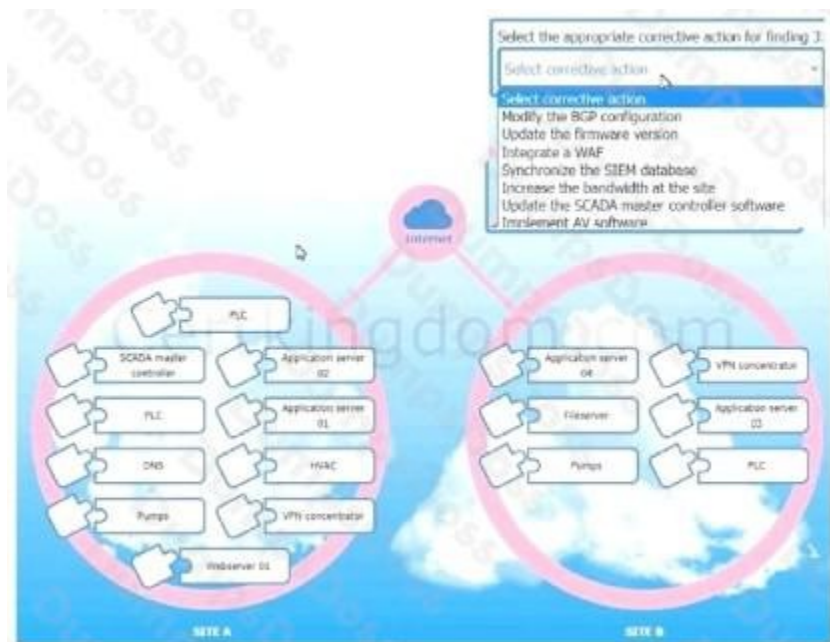 Select the appropriate corrective action for finding 3:
Select corrective action
Select corrective action
Modify the BGP configuration
Update the firmware version
Integrate a WAF
Synchronize the SIEM database
Increase the bandwidth at the site
Update the SCADA master controller software
Implement AV software
Internet
PLC
SCADA master
controller
Application server
02
PLC
Application server
01
DNS
HVAC
Pumps
VPN concentrator
Webserver 01
SITE A
Application server
04
VPN concentrator
Fileserver
Application server
03
Pumps
PLC
SITE B
CertKingdom.com
DumpsDoss